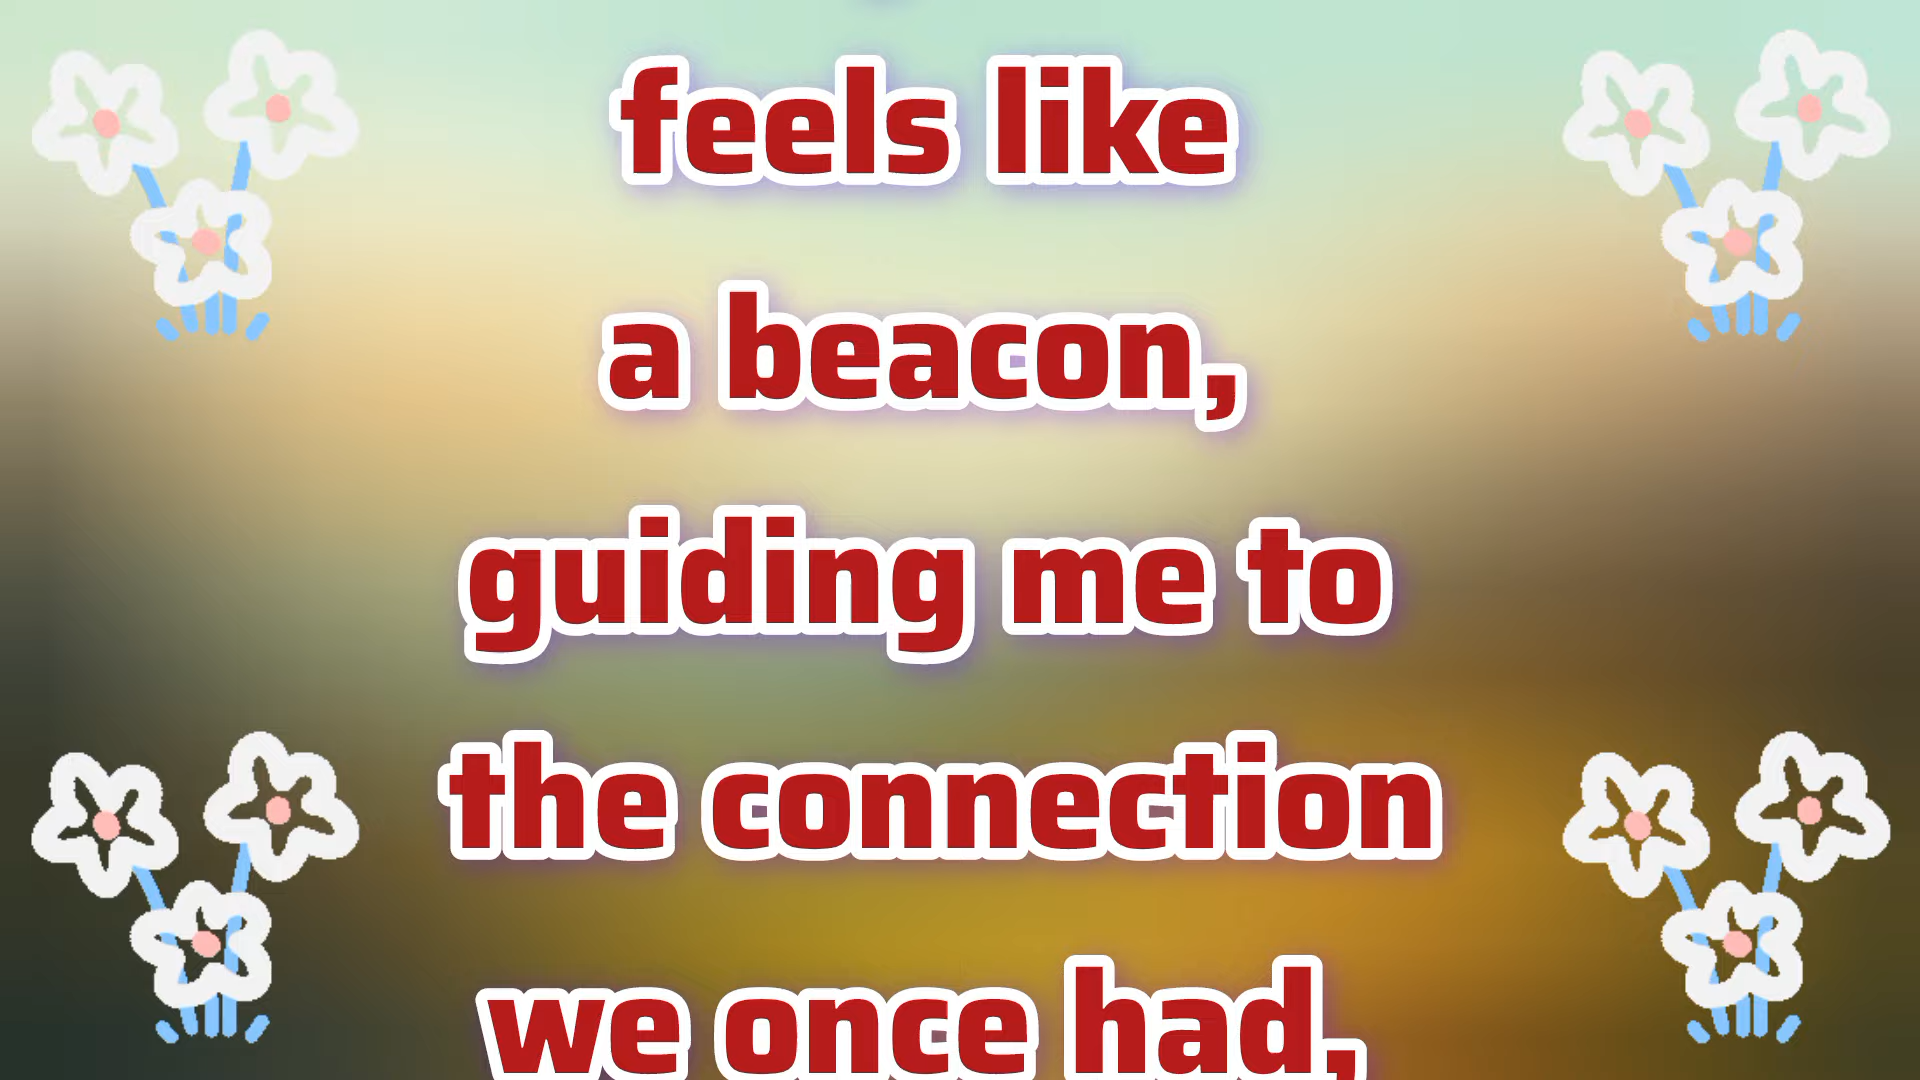 feels like
a beacon,
guiding me to
the connection
we once had,